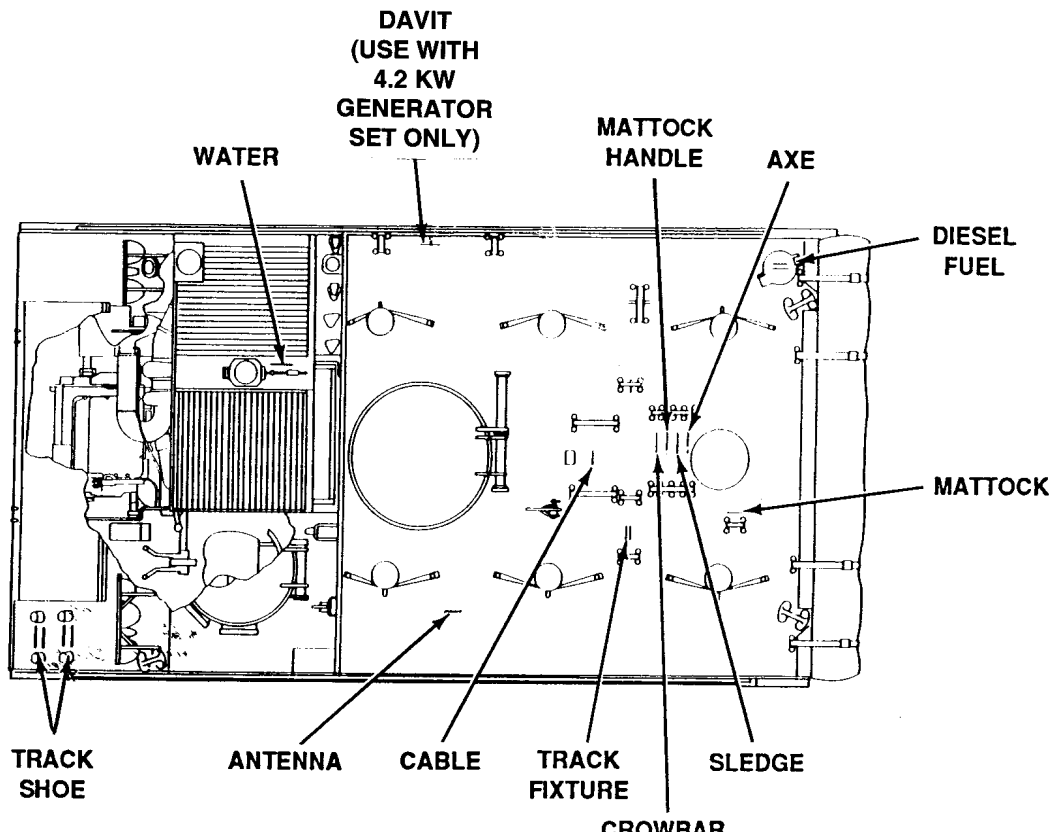 DAVIT
(USE WITH
4.2 KW
GENERATOR
SET ONLY)
WATER
MATTOCK
HANDLE
AXE
DIESEL
FUEL
MATTOCK
TRACK
SHOE
ANTENNA
CABLE
TRACK
FIXTURE
SLEDGE
CROWBAR